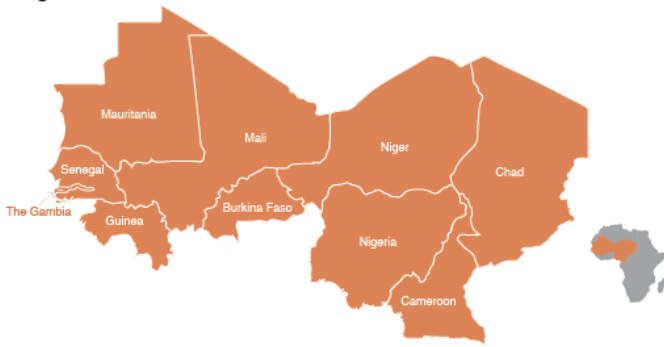 Mauritania
Mali
Niger
Chad
Senegal
The Gambia
Guinea
Burkina Faso
Nigeria
Cameroon